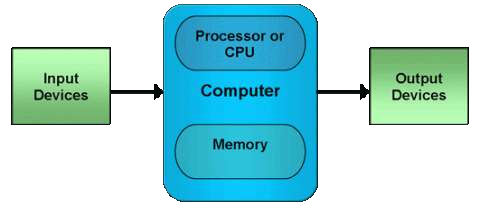 Input
Devices
Processor or
CPU
Computer
Memory
Output
Devices